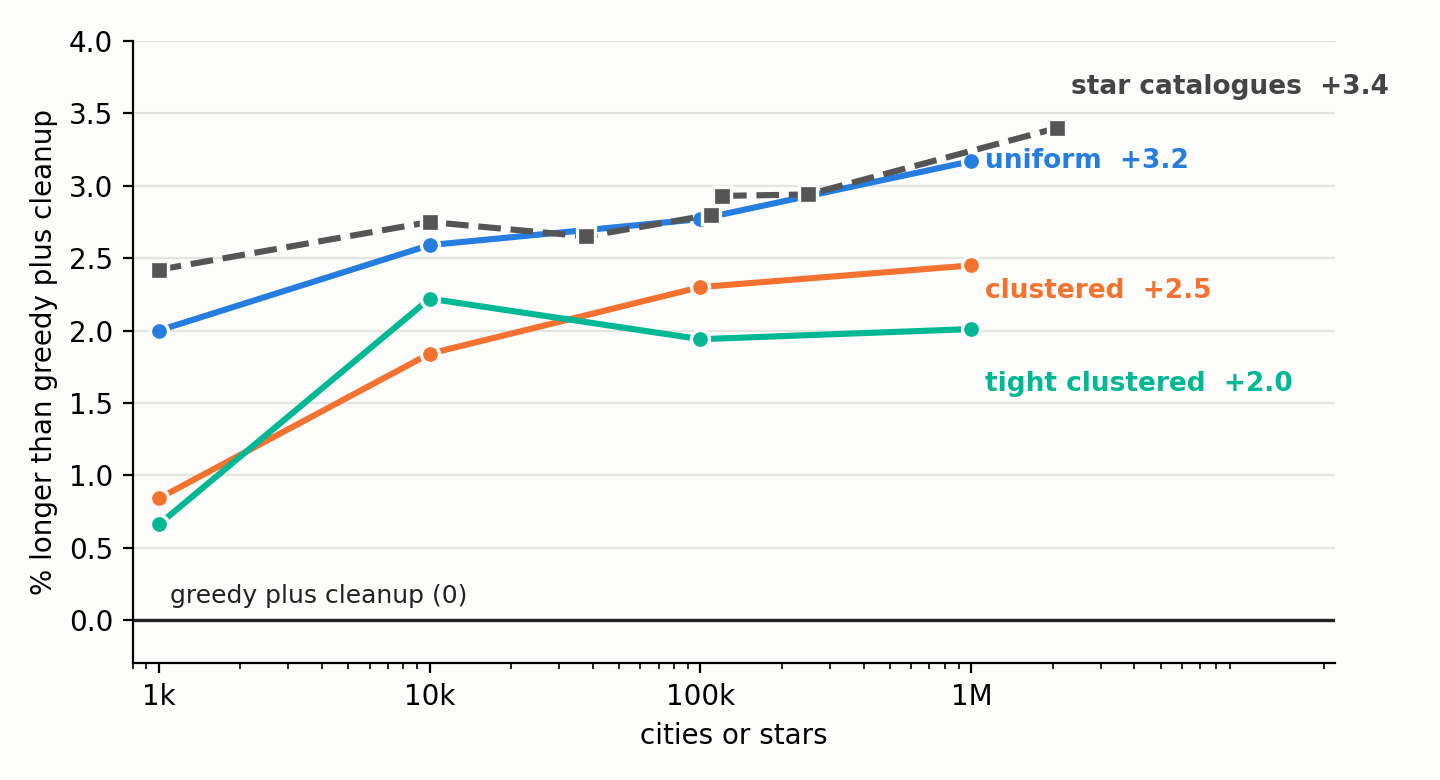 4.0
3.5
3.0
2.5
2.0
1.5
1.0
0.5
0.0
% longer than greedy plus cleanup
star catalogues +3.4
uniform +3.2
clustered +2.5
tight clustered +2.0
greedy plus cleanup (0)
1k 10k 100k 1M
cities or stars